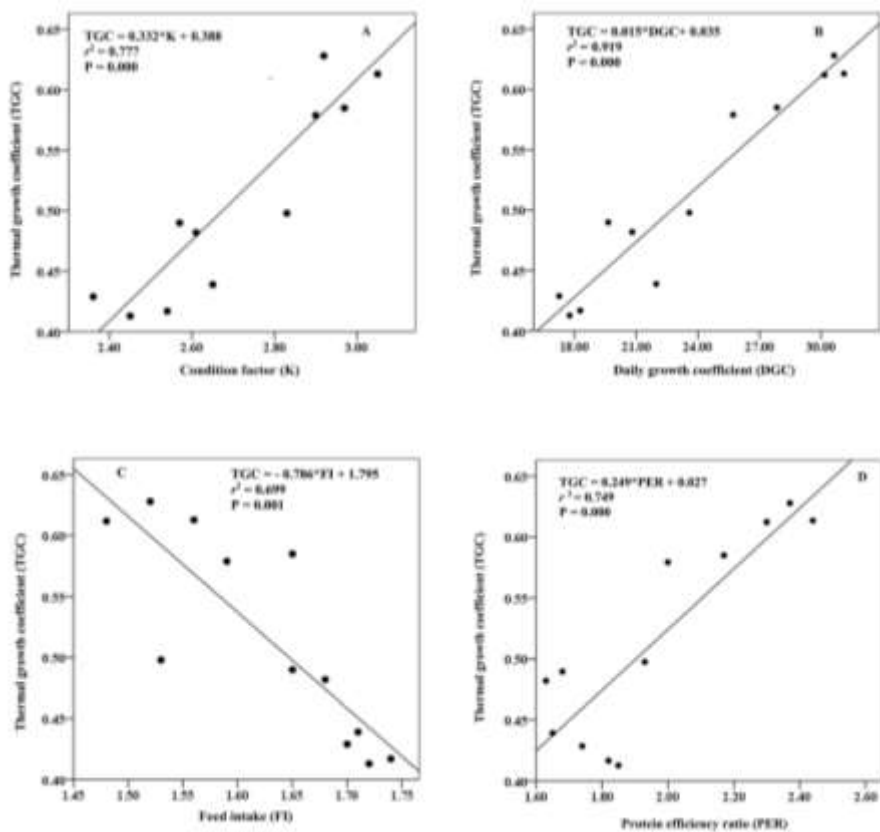 TGC = 0.332*K + 0.388
r² = 0.777
P = 0.000
A
0.65
0.60
0.55
0.50
0.45
0.40
Thermal growth coefficient (TGC)
2.40 2.60 2.80 3.00
Condition factor (K)
TGC = 0.015*DGC+ 0.035
r² = 0.919
P = 0.000
B
0.65
0.60
0.55
0.50
0.45
0.40
Thermal growth coefficient (TGC)
18.00 21.00 24.00 27.00 30.00
Daily growth coefficient (DGC)
C
TGC = - 0.786*FI + 1.795
r² = 0.699
P = 0.001
0.65
0.60
0.55
0.50
0.45
0.40
Thermal growth coefficient (TGC)
1.45 1.50 1.55 1.60 1.65 1.70 1.75
Feed intake (FI)
TGC = 0.249*PER + 0.027
r² = 0.749
P = 0.000
D
0.65
0.60
0.55
0.50
0.45
0.40
Thermal growth coefficient (TGC)
1.60 1.80 2.00 2.20 2.40 2.60
Protein efficiency ratio (PER)